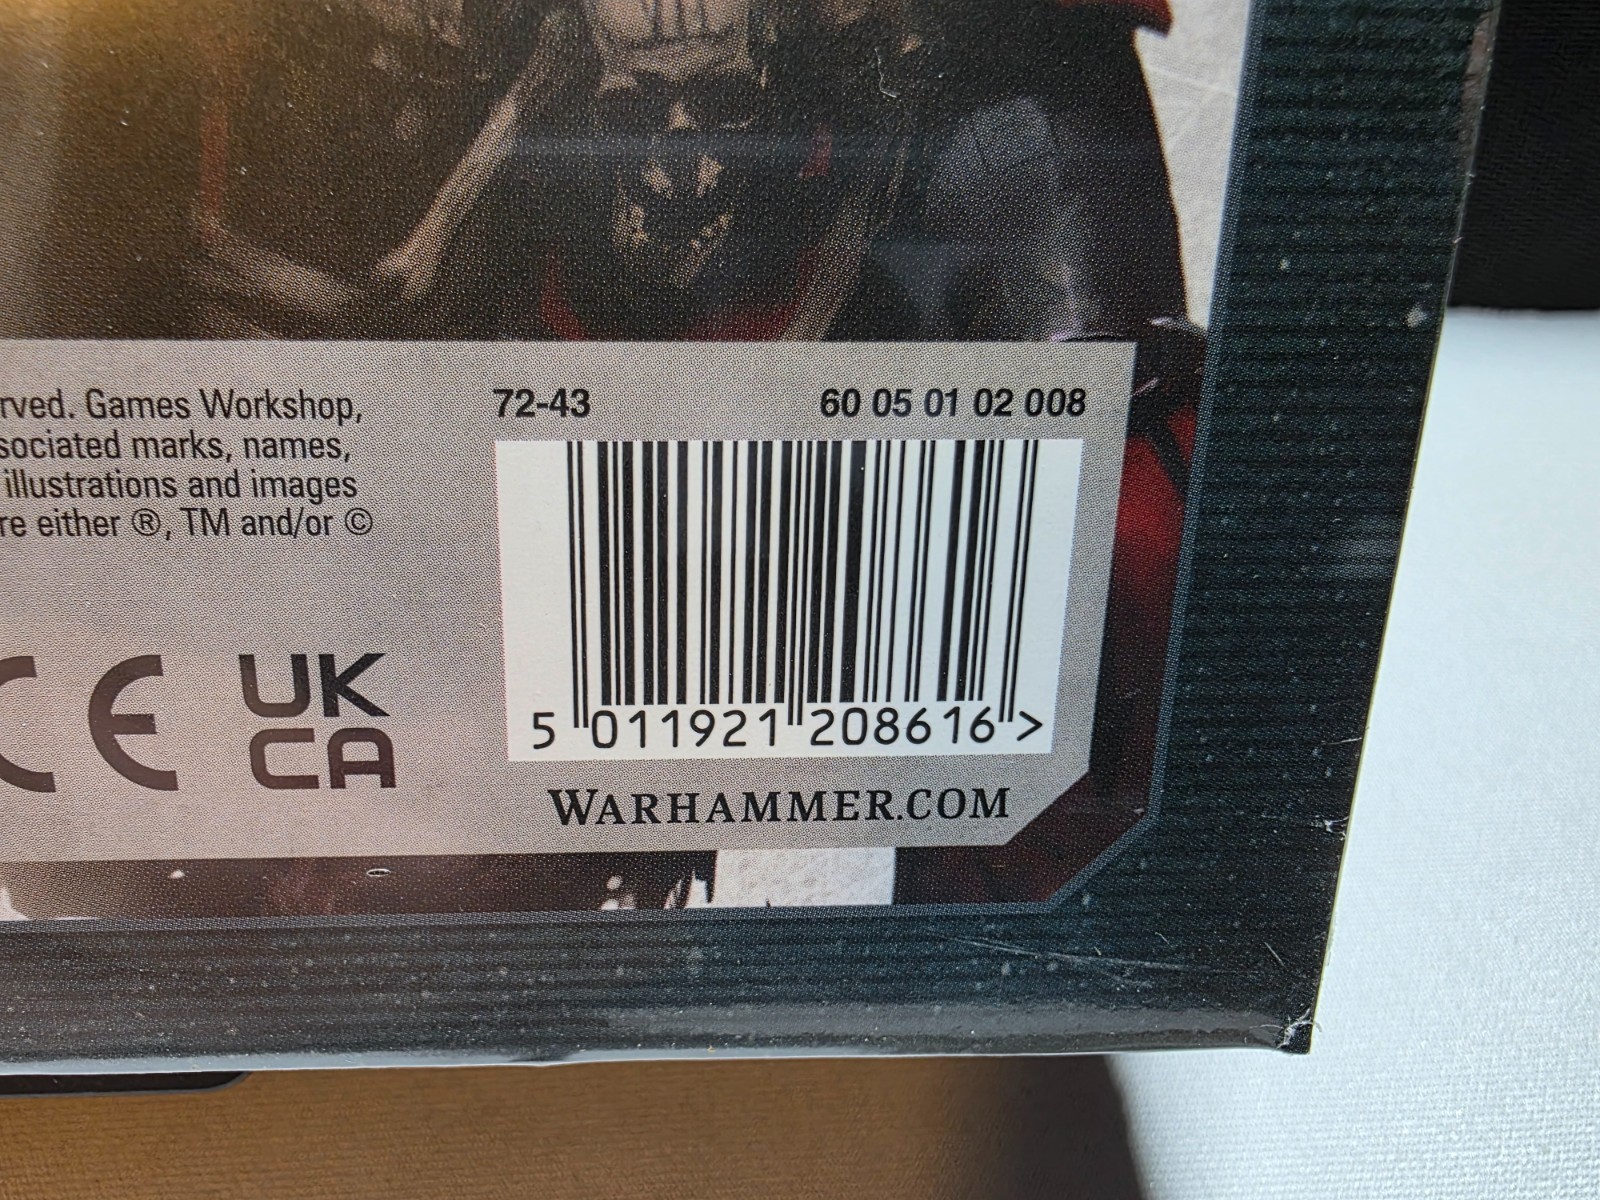 rved. Games Workshop,
sociated marks, names,
illustrations and images
re either ®, TM and/or ©
CE
UK
CA
72-43
60 05 01 02 008
5 011921 208616 >
WARHAMMER.COM